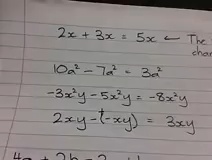 2x + 3x = 5x ← The
10a² - 7a² = 3a²
-3x²y - 5x²y = -8x²y
2xy - (-xy) = 3xy